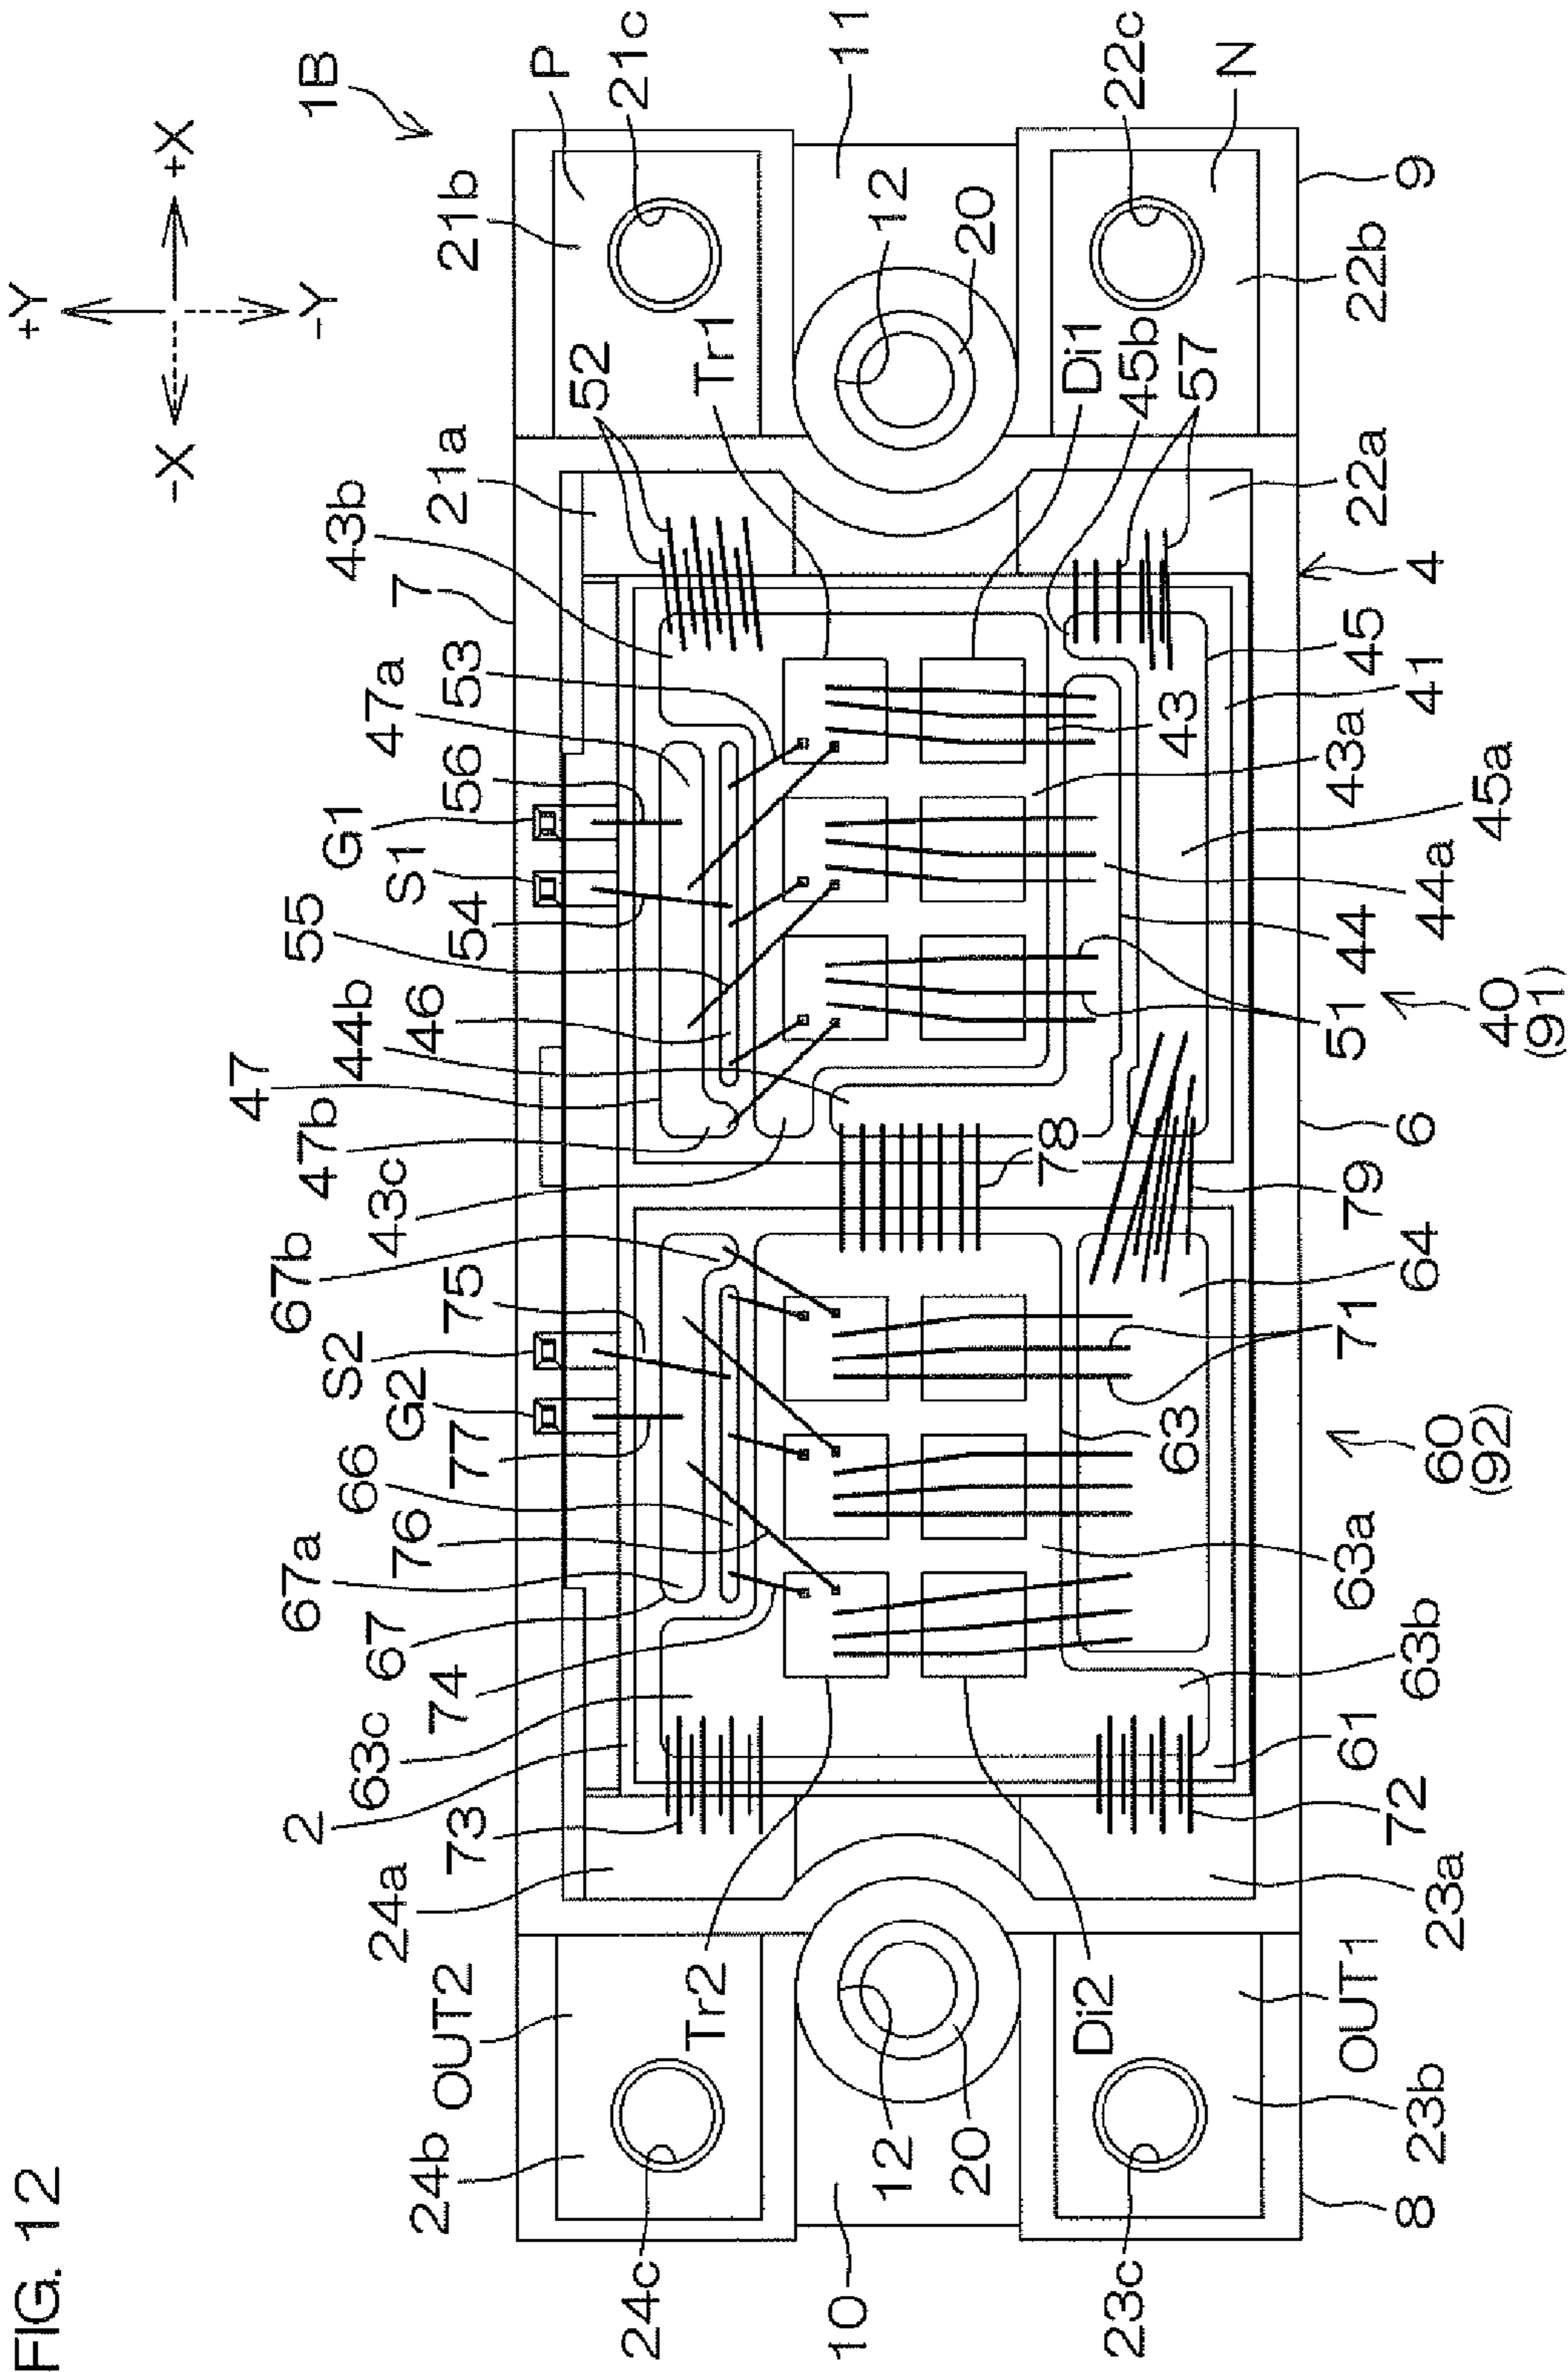 FIG. 12
+Y
-X
+X
-Y
1B
2
67a
67b
47
55
47b
S2
G1
24a
63c
67
66
43c
44b
47a
43b
7
G2
S1
24b
OUT2
73
74
76
77
75
46
54
56
53
21a
21b
P
52
24c
21c
Tr2
Tr1
10
11
12
20
12
20
78
Di2
Di1
23c
63
43
45b
22c
57
N
OUT1
61
63a
71
79
51
43a
22a
22b
23b
23a
72
63b
64
6
44
41
45
4
9
8
44a
45a
60
(92)
40
(91)